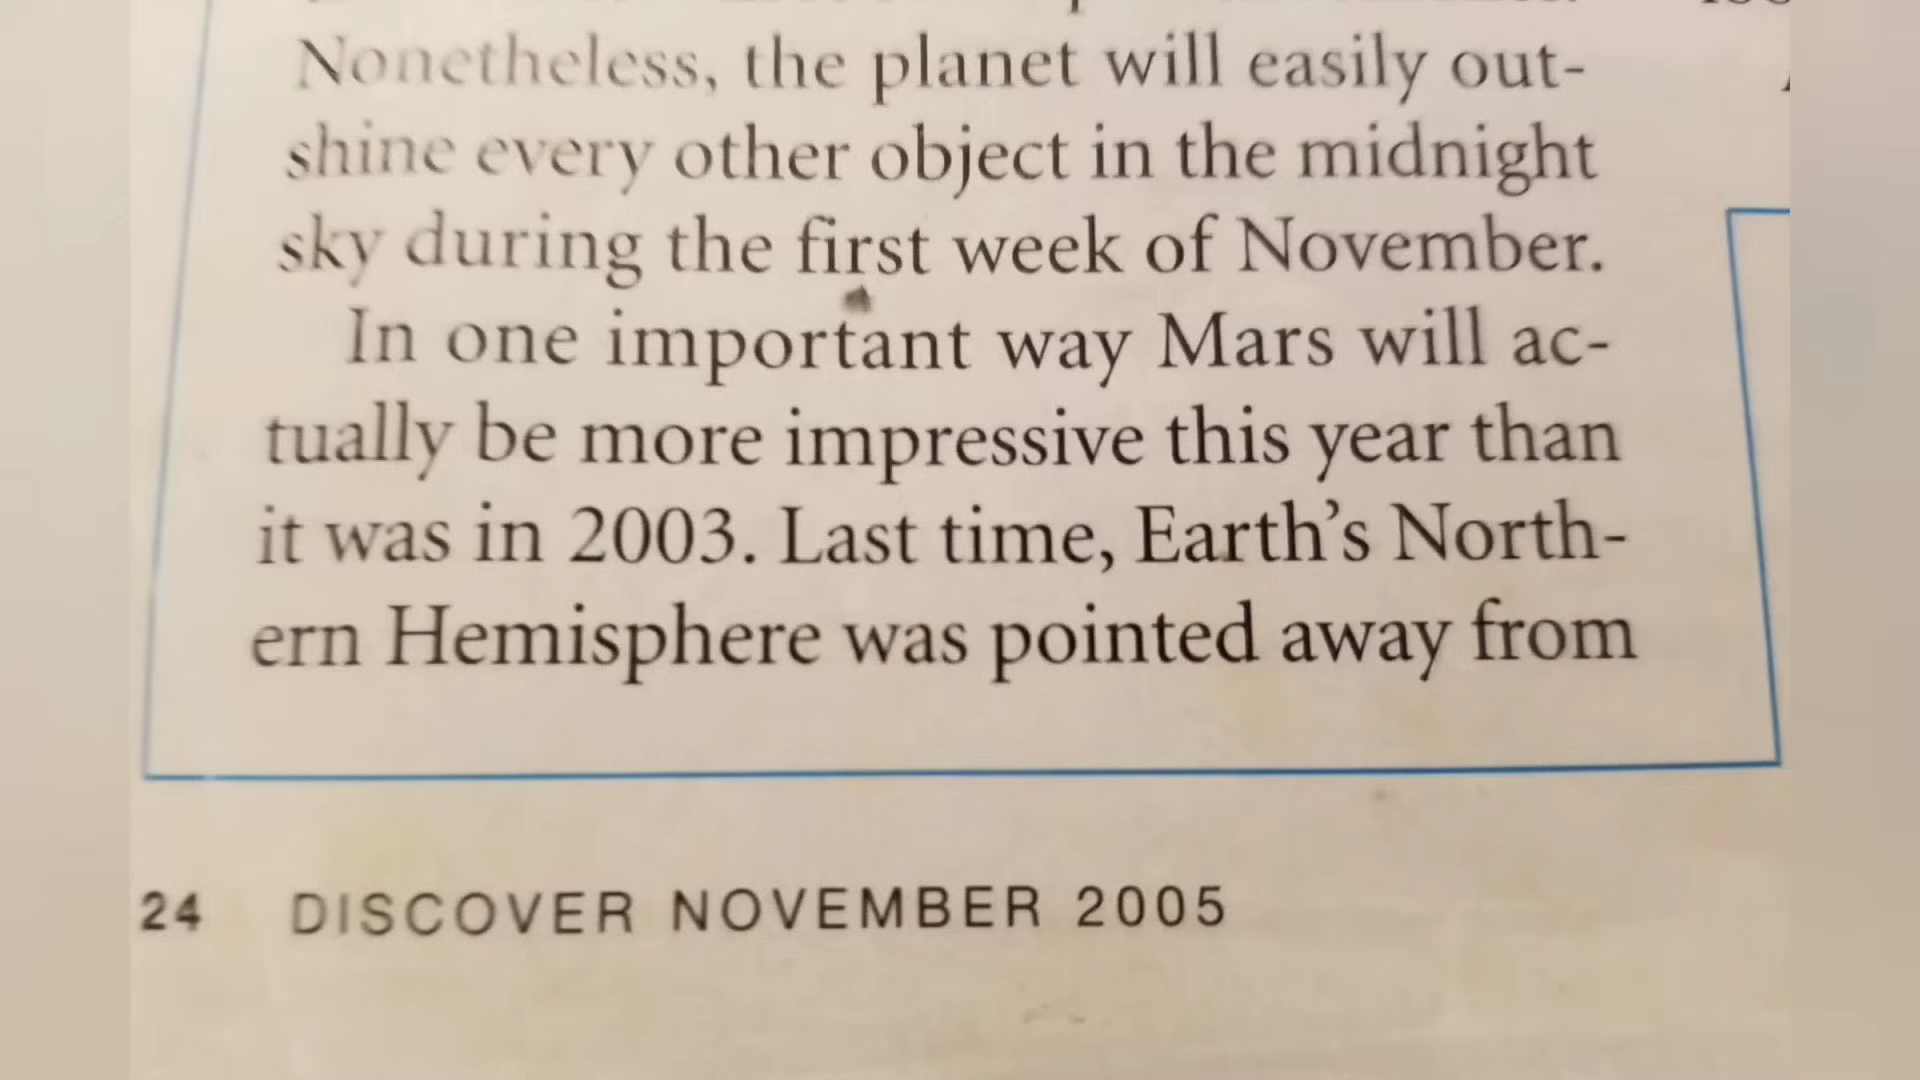 Nonetheless, the planet will easily out-
shine every other object in the midnight
sky during the first week of November.
In one important way Mars will ac-
tually be more impressive this year than
it was in 2003. Last time, Earth's North-
ern Hemisphere was pointed away from
24 DISCOVER NOVEMBER 2005